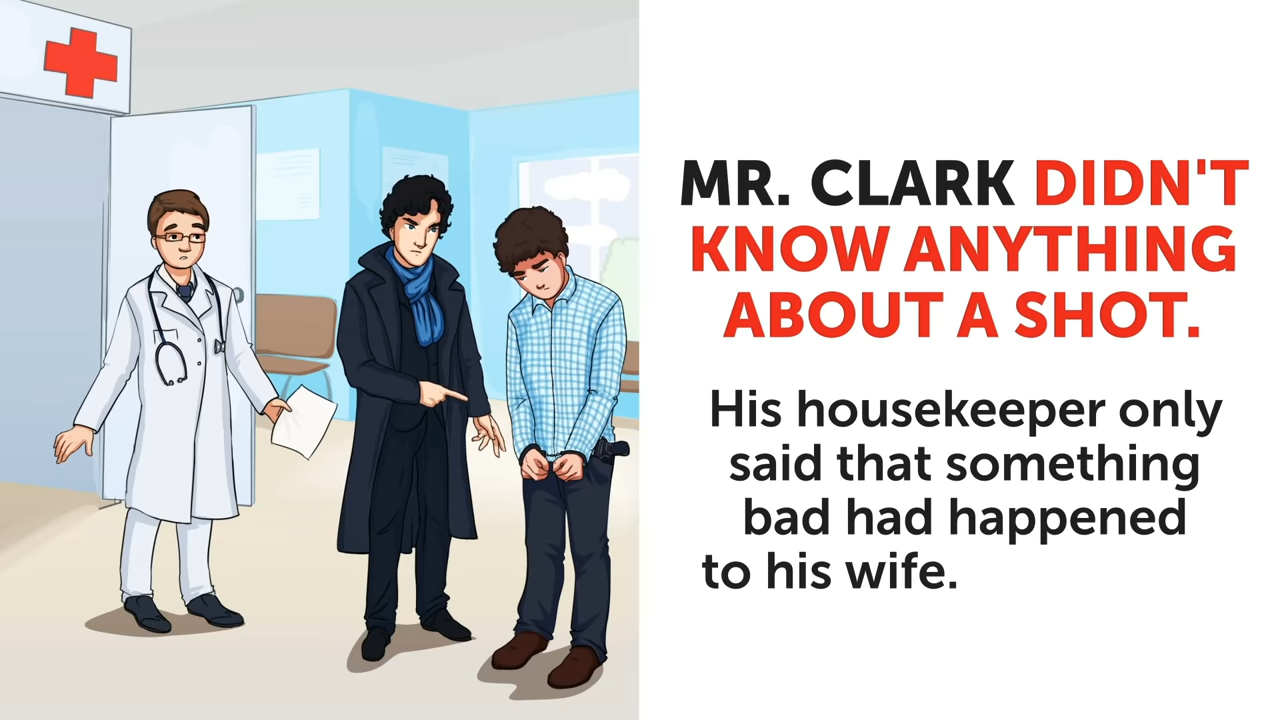 MR. CLARK DIDN'T
KNOW ANYTHING
ABOUT A SHOT.
His housekeeper only
said that something
bad had happened
to his wife.